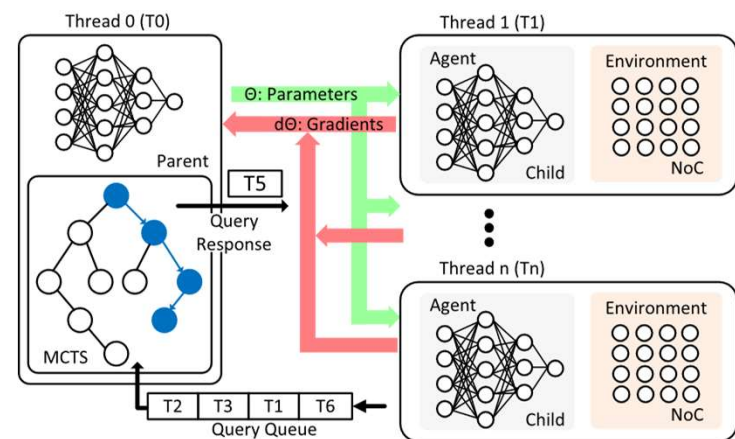 Thread 0 (T0)
Parent
MCTS
Θ: Parameters
dΘ: Gradients
T5
Query
Response
T2 T3 T1 T6
Query Queue
Thread 1 (T1)
Agent
Child
Environment
NoC
Thread n (Tn)
Agent
Child
Environment
NoC